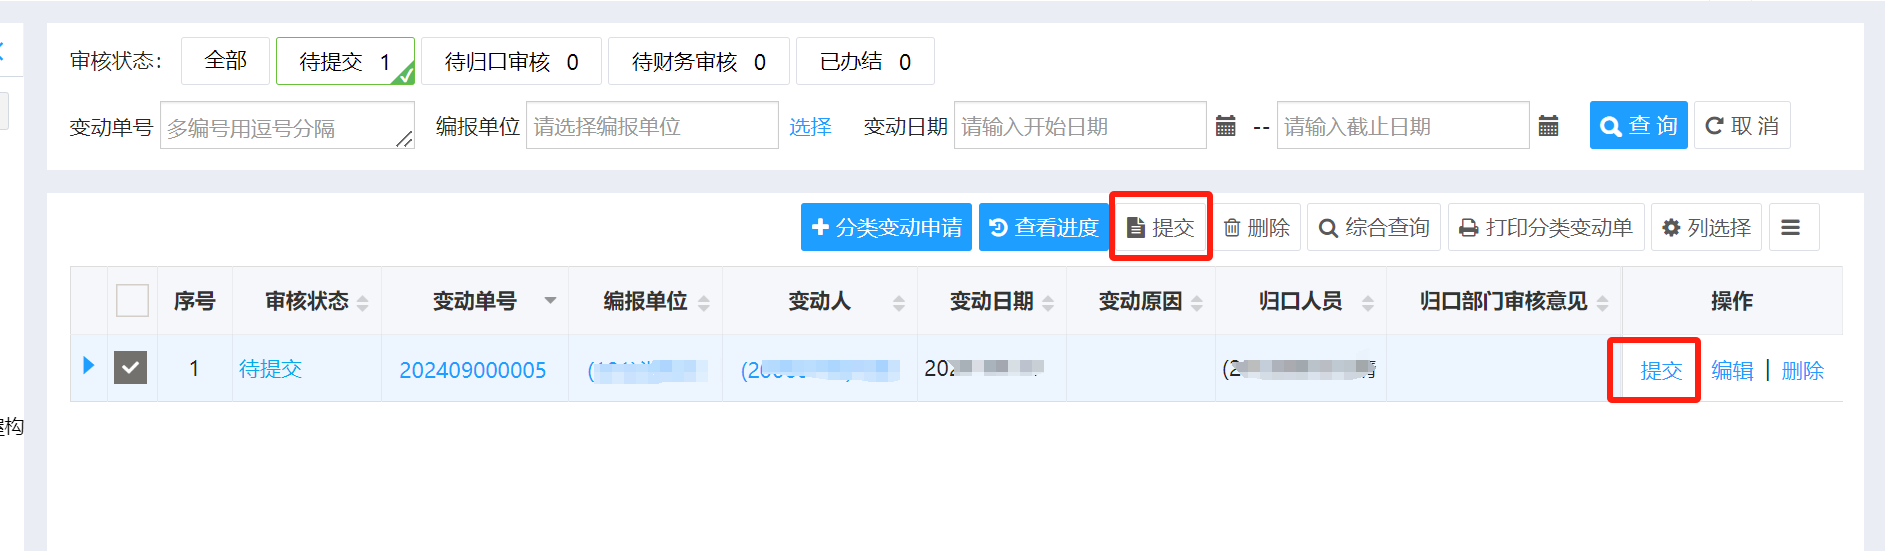 审核状态： 全部 待提交 1 待归口审核 0 待财务审核 0 已办结 0
变动单号 多编号用逗号分隔 编报单位 请选择编报单位 选择 变动日期 请输入开始日期 -- 请输入截止日期 查 询 取 消
分类变动申请 查看进度 提交 删除 综合查询 打印分类变动单 列选择
序号 审核状态 变动单号 编报单位 变动人 变动日期 变动原因 归口人员 归口部门审核意见 操作
1 待提交 202409000005 提交 编辑 | 删除
构